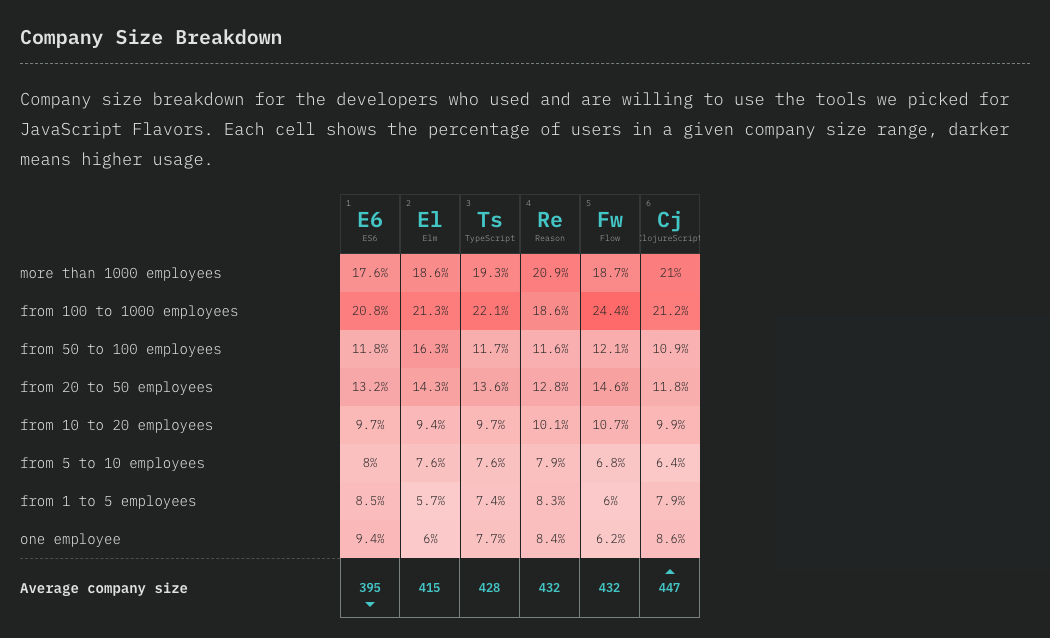 Company Size Breakdown
Company size breakdown for the developers who used and are willing to use the tools we picked for
JavaScript Flavors. Each cell shows the percentage of users in a given company size range, darker
means higher usage.
1 2 3 4 5 6
E6 El Ts Re Fw Cj
ES6 Elm TypeScript Reason Flow lojureScript
more than 1000 employees 17.6% 18.6% 19.3% 20.9% 18.7% 21%
from 100 to 1000 employees 20.8% 21.3% 22.1% 18.6% 24.4% 21.2%
from 50 to 100 employees 11.8% 16.3% 11.7% 11.6% 12.1% 10.9%
from 20 to 50 employees 13.2% 14.3% 13.6% 12.8% 14.6% 11.8%
from 10 to 20 employees 9.7% 9.4% 9.7% 10.1% 10.7% 9.9%
from 5 to 10 employees 8% 7.6% 7.6% 7.9% 6.8% 6.4%
from 1 to 5 employees 8.5% 5.7% 7.4% 8.3% 6% 7.9%
one employee 9.4% 6% 7.7% 8.4% 6.2% 8.6%
Average company size 395 415 428 432 432 447